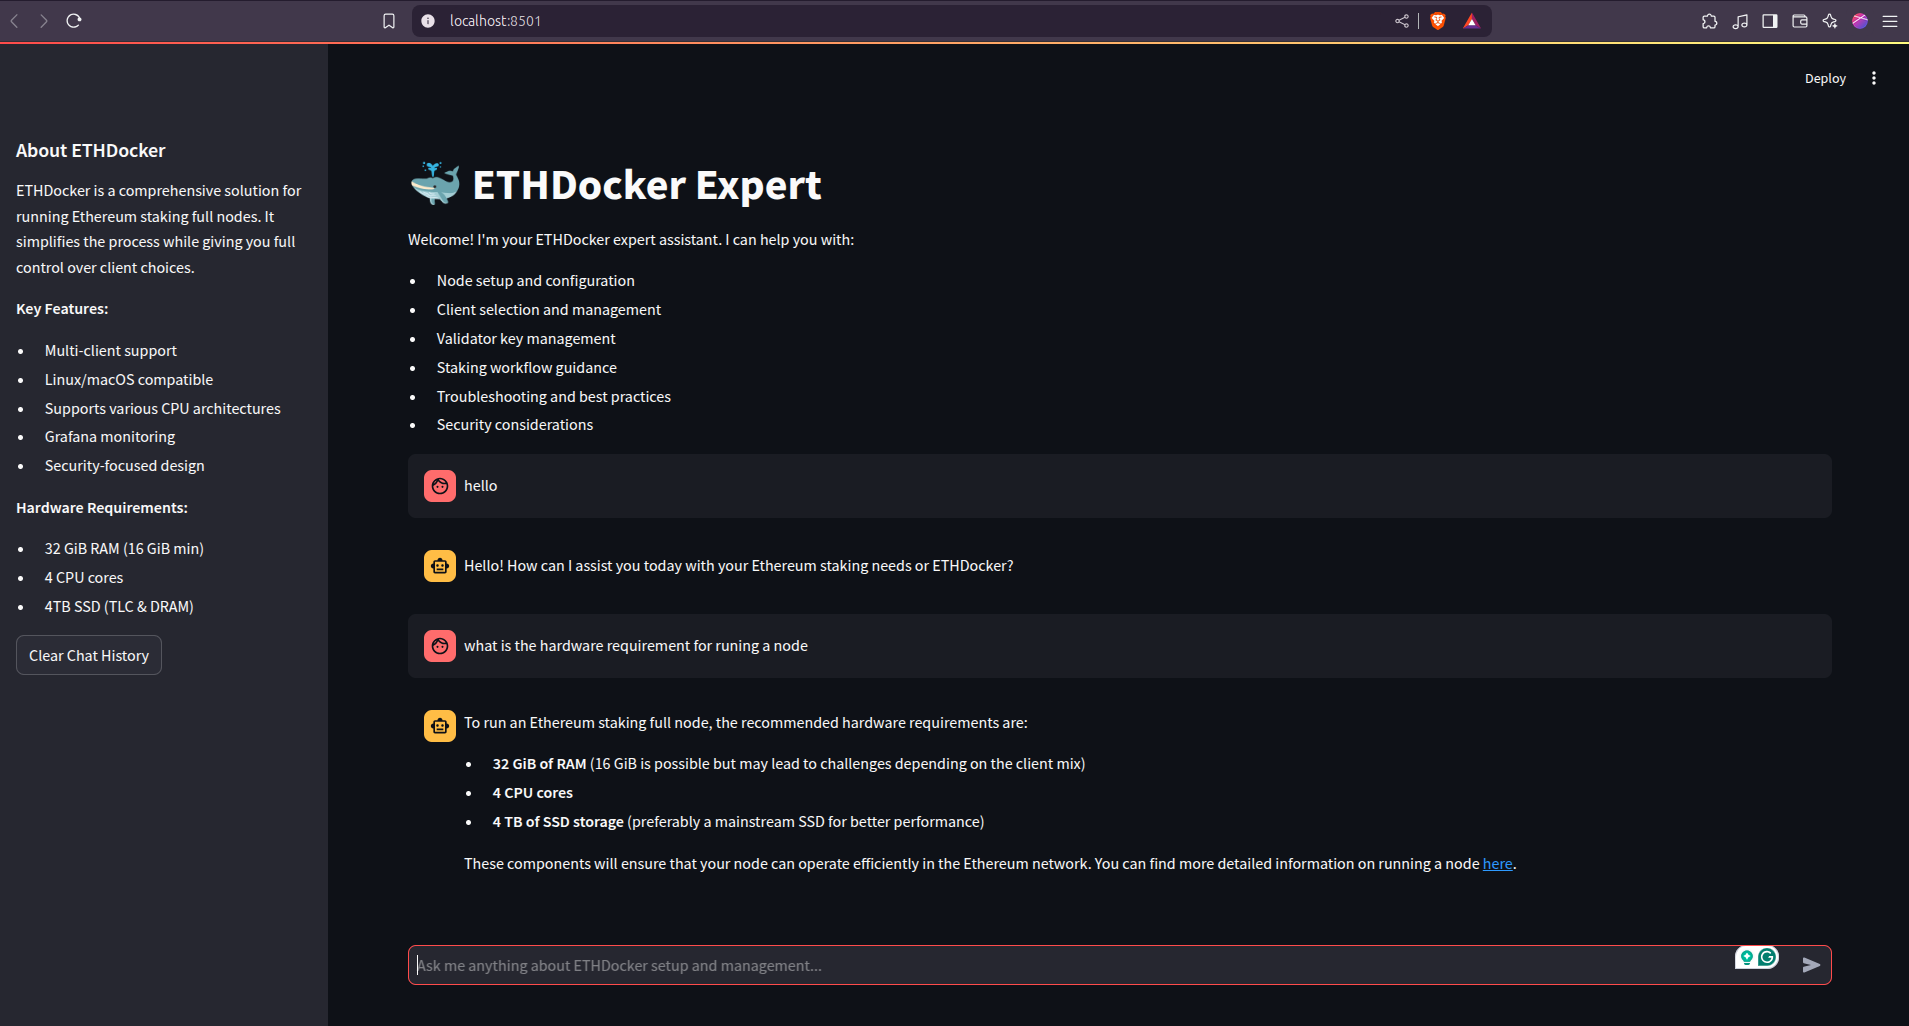 localhost:8501
Deploy
About ETHDocker
ETHDocker is a comprehensive solution for
running Ethereum staking full nodes. It
simplifies the process while giving you full
control over client choices.
Key Features:
Multi-client support
Linux/macOS compatible
Supports various CPU architectures
Grafana monitoring
Security-focused design
Hardware Requirements:
32 GiB RAM (16 GiB min)
4 CPU cores
4TB SSD (TLC & DRAM)
Clear Chat History
ETHDocker Expert
Welcome! I'm your ETHDocker expert assistant. I can help you with:
Node setup and configuration
Client selection and management
Validator key management
Staking workflow guidance
Troubleshooting and best practices
Security considerations
hello
Hello! How can I assist you today with your Ethereum staking needs or ETHDocker?
what is the hardware requirement for runing a node
To run an Ethereum staking full node, the recommended hardware requirements are:
32 GiB of RAM (16 GiB is possible but may lead to challenges depending on the client mix)
4 CPU cores
4 TB of SSD storage (preferably a mainstream SSD for better performance)
These components will ensure that your node can operate efficiently in the Ethereum network. You can find more detailed information on running a node here.
Ask me anything about ETHDocker setup and management...